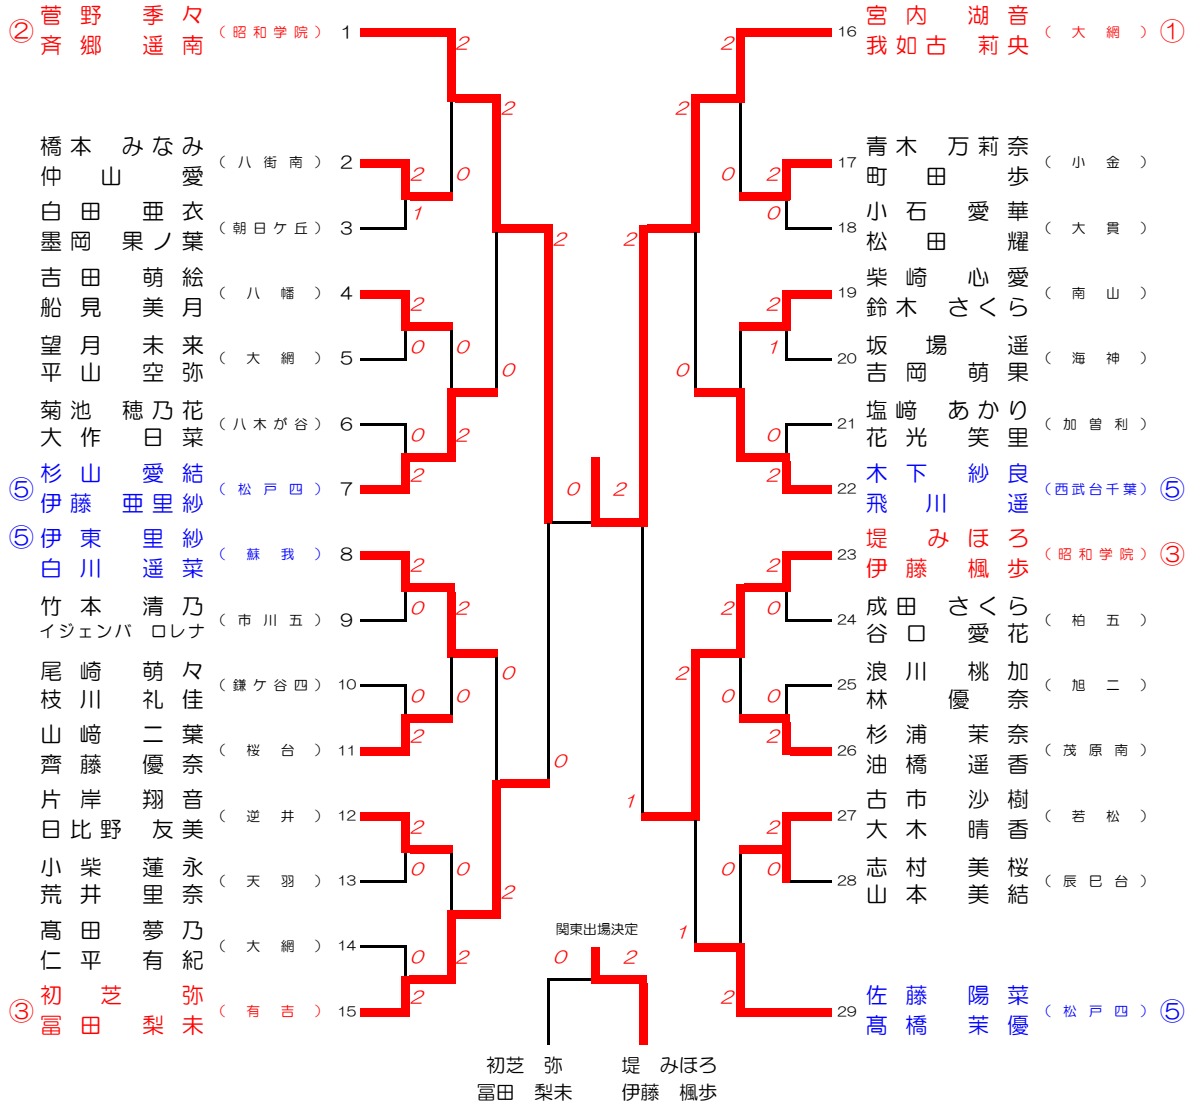 ② 菅野 季々 (昭和学院) 1
斉郷 遥南
橋本 みなみ (八街南) 2
仲山 愛
白田 亜衣 (朝日ケ丘) 3
墨岡 果ノ葉
吉田 萌絵 (八幡) 4
船見 美月
望月 未来 (大網) 5
平山 空弥
菊池 穂乃花 (八木が谷) 6
大作 日菜
⑤ 杉山 愛結 (松戸四) 7
伊藤 亜里紗
⑤ 伊東 里紗 (蘇我) 8
白川 遥菜
竹本 清乃 (市川五) 9
イジェンバ ロレナ
尾崎 萌々 (鎌ケ谷四) 10
枝川 礼佳
山﨑 二葉 (桜台) 11
齊藤 優奈
片岸 翔音 (逆井) 12
日比野 友美
小柴 蓮永 (天羽) 13
荒井 里奈
髙田 夢乃 (大網) 14
仁平 有紀
③ 初芝 弥 (有吉) 15
冨田 梨未
2
2
2
0
1
2
2
0
0
0
0
2
2
0
2
2
0
2
0
0
0
2
0
2
0
0
2
0
2
2
0 2
16 宮内 湖音 (大網) ①
我如古 莉央
17 青木 万莉奈 (小金)
町田 歩
18 小石 愛華 (大貫)
松田 耀
19 柴崎 心愛 (南山)
鈴木 さくら
20 坂場 遥 (海神)
吉岡 萌果
21 塩﨑 あかり (加曽利)
花光 笑里
22 木下 紗良 (西武台千葉) ⑤
飛川 遥
23 堤 みほろ (昭和学院) ③
伊藤 楓歩
24 成田 さくら (柏五)
谷口 愛花
25 浪川 桃加 (旭二)
林 優奈
26 杉浦 茉奈 (茂原南)
油橋 遥香
27 古市 沙樹 (若松)
大木 晴香
28 志村 美桜 (辰巳台)
山本 美結
29 佐藤 陽菜 (松戸四) ⑤
髙橋 茉優
2
2
0
2
0
2
2
1
0
0
2
2
2
0
2
0
0
2
1
2
0
1
2
関東出場決定
0 2
初芝 弥 堤 みほろ
冨田 梨未 伊藤 楓歩